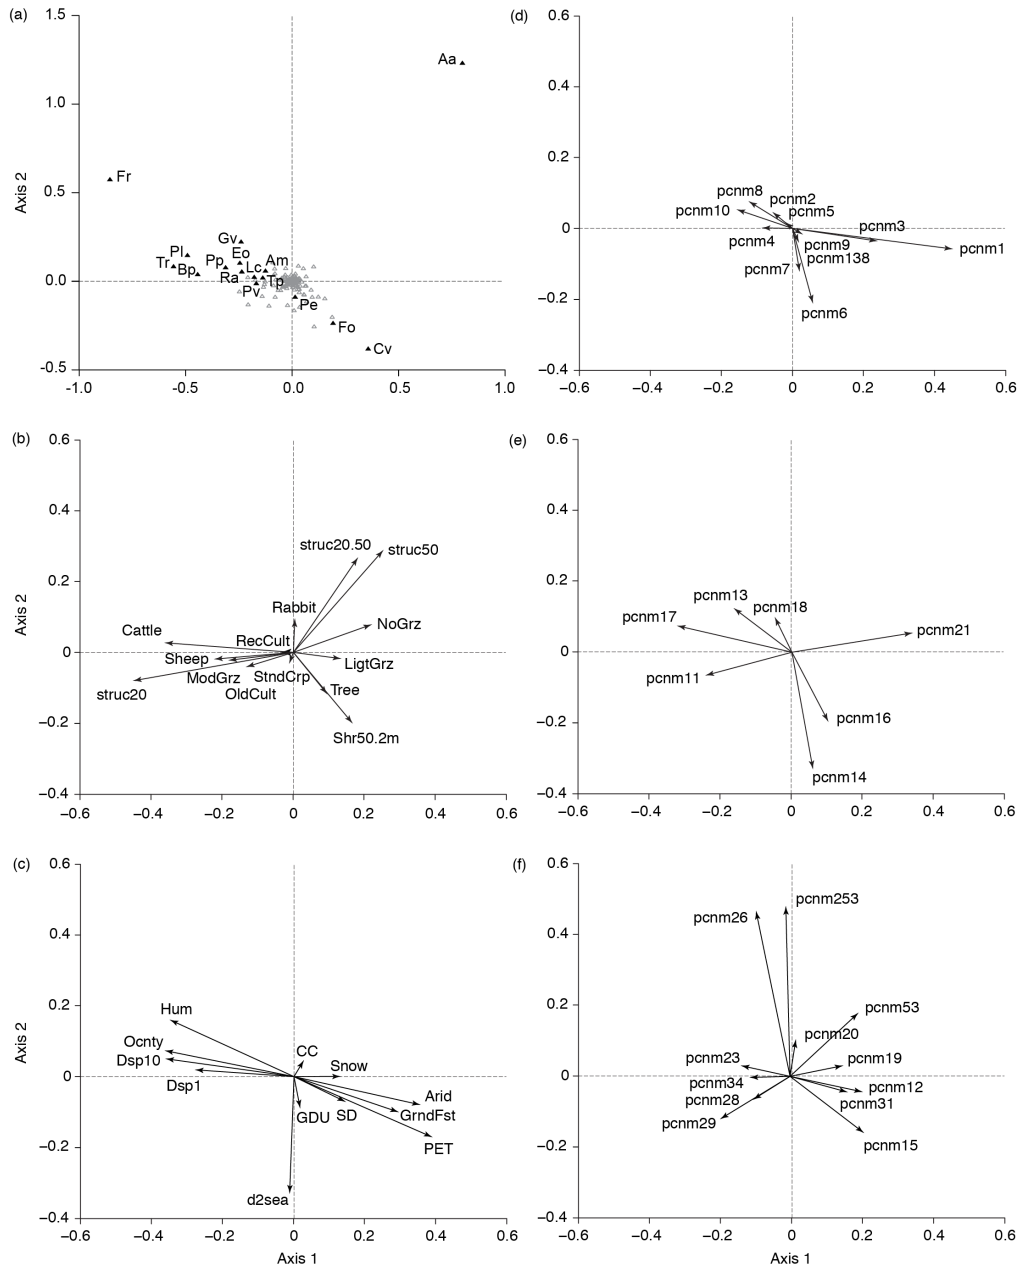 (a)
1.5
1.0
0.5
0.0
-0.5
-1.0
-0.5
0.0
0.5
1.0
Axis 2
Aa
Fr
Gv
Pl
Eo
Tr
Bp
Pp
Lc
Am
Ra
Tp
Pv
Pe
Fo
Cv
(d)
0.6
0.4
0.2
0
−0.2
−0.4
−0.6
−0.4
−0.2
0
0.2
0.4
0.6
pcnm8
pcnm2
pcnm10
pcnm5
pcnm3
pcnm4
pcnm9
pcnm1
pcnm138
pcnm7
pcnm6
(b)
0.6
0.4
0.2
0
−0.2
−0.4
−0.6
−0.4
−0.2
0
0.2
0.4
0.6
Axis 2
struc20.50
struc50
Rabbit
NoGrz
Cattle
RecCult
Sheep
LigtGrz
ModGrz
StndCrp
struc20
OldCult
Tree
Shr50.2m
(e)
0.6
0.4
0.2
0
−0.2
−0.4
−0.6
−0.4
−0.2
0
0.2
0.4
0.6
pcnm13
pcnm18
pcnm17
pcnm21
pcnm11
pcnm16
pcnm14
(c)
0.6
0.4
0.2
0
−0.2
−0.4
−0.6
−0.4
−0.2
0
0.2
0.4
0.6
Axis 2
Axis 1
Hum
Ocnty
CC
Dsp10
Snow
Dsp1
Arid
GDU
SD
GrndFst
PET
d2sea
(f)
0.6
0.4
0.2
0
−0.2
−0.4
−0.6
−0.4
−0.2
0
0.2
0.4
0.6
Axis 1
pcnm253
pcnm26
pcnm53
pcnm20
pcnm23
pcnm19
pcnm34
pcnm12
pcnm28
pcnm31
pcnm29
pcnm15